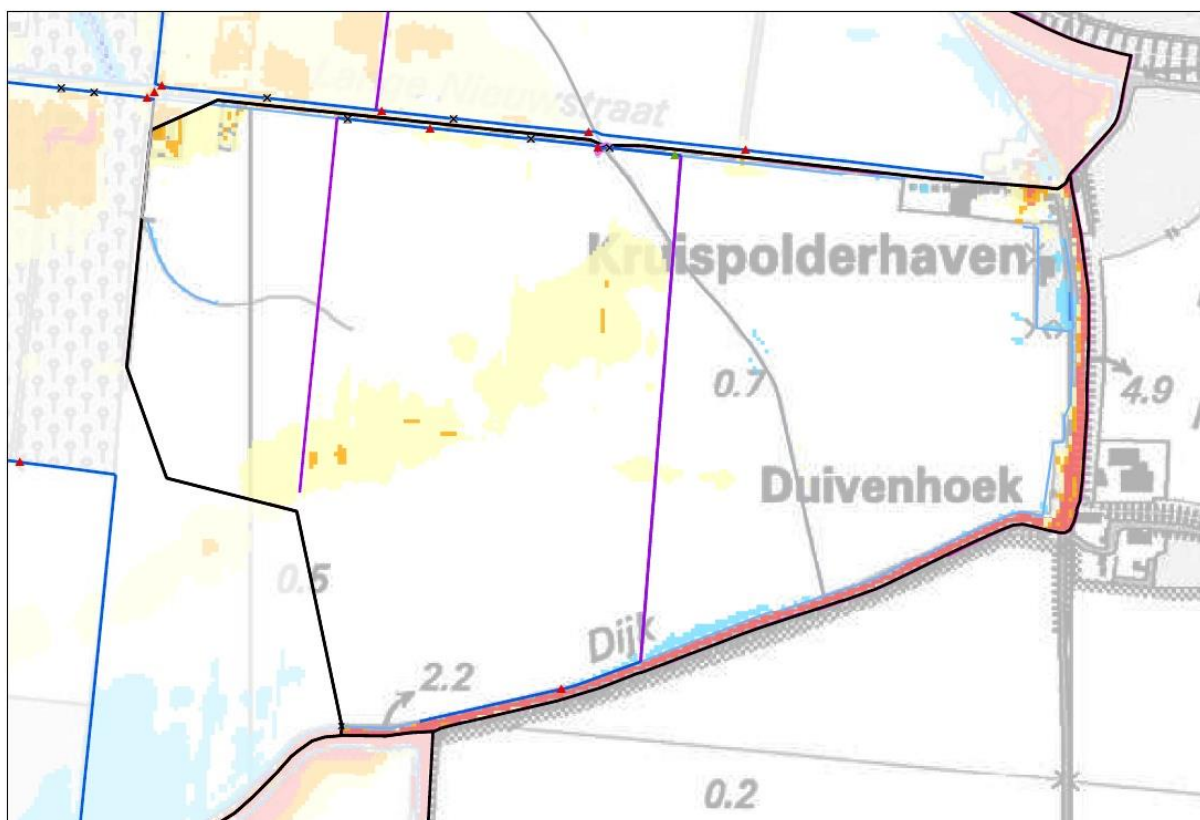 Lange Nieuwstraat
Kruispolderhaven
0.7
4.9
Duivenhoek
0.5
Dijk
2.2
0.2